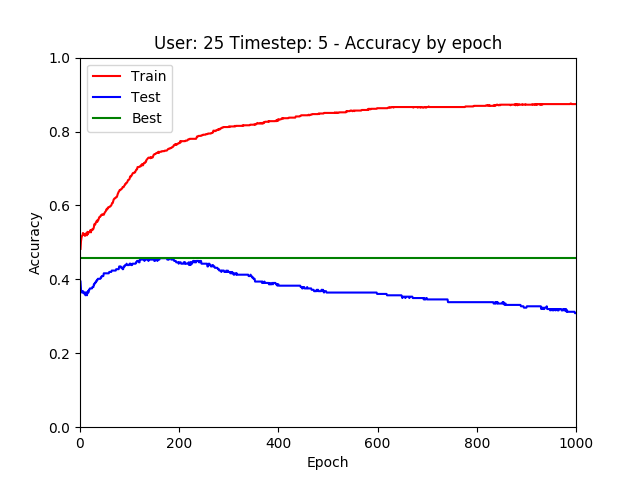 User: 25 Timestep: 5 - Accuracy by epoch
1.0
0.8
0.6
0.4
0.2
0.0
Accuracy
Train
Test
Best
0 200 400 600 800 1000
Epoch